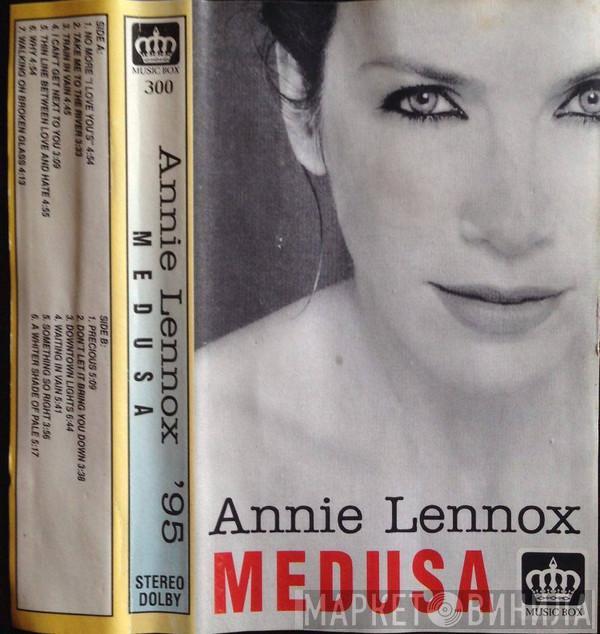 SIDE A:
1. NO MORE "I LOVE YOU'S" 4:54
2. TAKE ME TO THE RIVER 3:33
3. TRAIN IN VAIN 4:45
4. I CAN'T GET NEXT TO YOU 3:09
5. THIN LINE BETWEEN LOVE AND HATE 4:55
6. WHY 4:54
7. WALKING ON BROKEN GLASS 4:13
SIDE B:
1. PRECIOUS 5:09
2. DON'T LET IT BRING YOU DOWN 3:38
3. DOWNTOWN LIGHTS 6:44
4. WAITING IN VAIN 5:41
5. SOMETHING SO RIGHT 3:56
6. A WHITER SHADE OF PALE 5:17
MUSIC BOX
300
Annie Lennox '95
MEDUSA
STEREO
DOLBY
Annie Lennox
MEDUSA
MUSIC BOX
МАРКЕТ ВИНИЛА